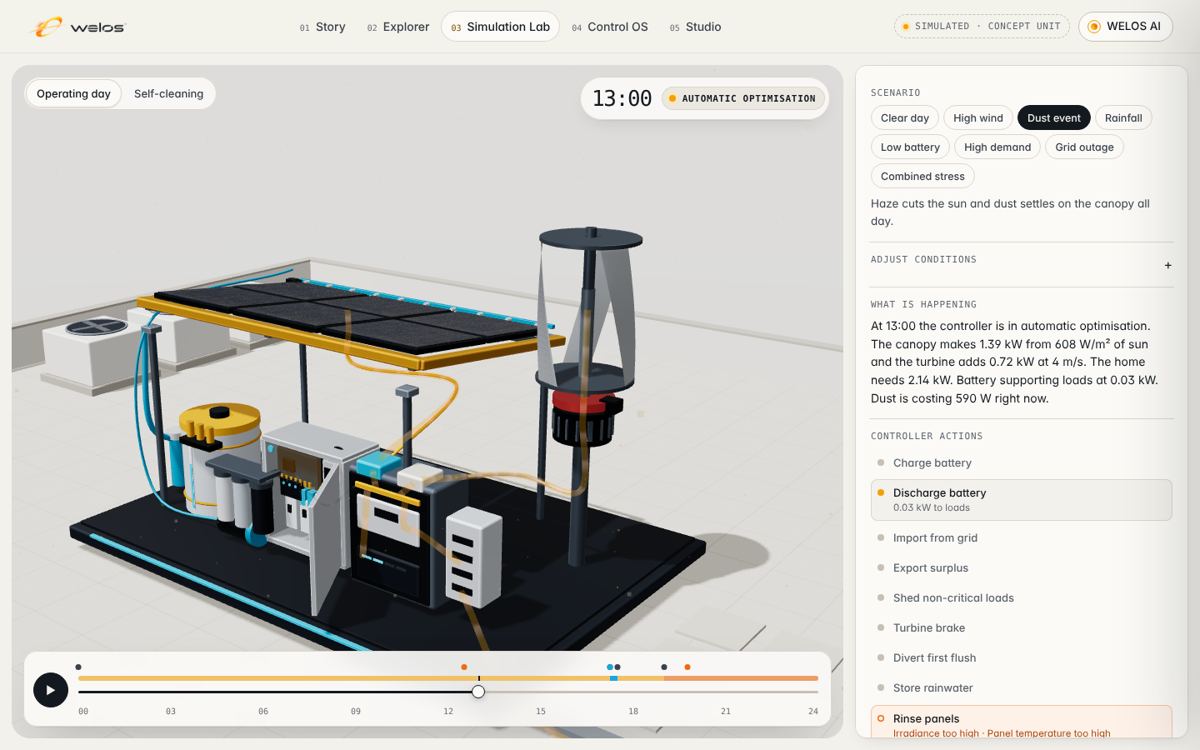 welos
01 Story
02 Explorer
03 Simulation Lab
04 Control OS
05 Studio
SIMULATED · CONCEPT UNIT
WELOS AI
Operating day
Self-cleaning
13:00
AUTOMATIC OPTIMISATION
00
03
06
09
12
15
18
21
24
SCENARIO
Clear day
High wind
Dust event
Rainfall
Low battery
High demand
Grid outage
Combined stress
Haze cuts the sun and dust settles on the canopy all
day.
ADJUST CONDITIONS
+
WHAT IS HAPPENING
At 13:00 the controller is in automatic optimisation.
The canopy makes 1.39 kW from 608 W/m² of sun
and the turbine adds 0.72 kW at 4 m/s. The home
needs 2.14 kW. Battery supporting loads at 0.03 kW.
Dust is costing 590 W right now.
CONTROLLER ACTIONS
Charge battery
Discharge battery
0.03 kW to loads
Import from grid
Export surplus
Shed non-critical loads
Turbine brake
Divert first flush
Store rainwater
Rinse panels
Irradiance too high · Panel temperature too high